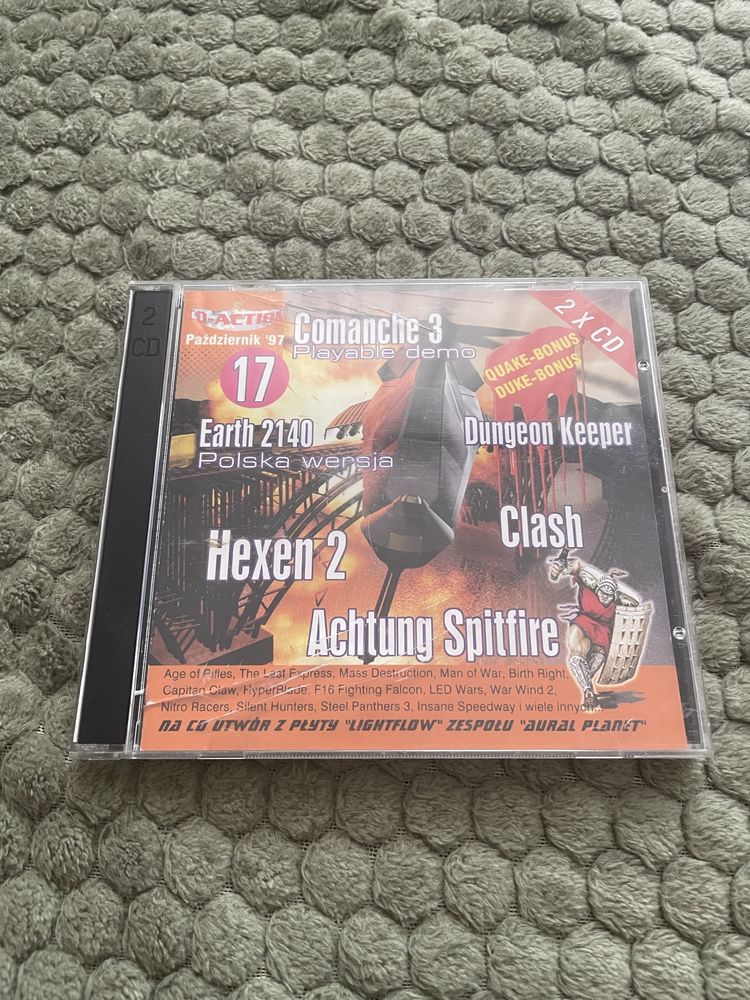 2
CD
CD-ACTION
Październik '97
17
Comanche 3
Playable demo
2 X CD
QUAKE-BONUS
DUKE-BONUS
Earth 2140
Polska wersja
Dungeon Keeper
Hexen 2
Clash
Achtung Spitfire
Age of Rifles, The Last Express, Mass Destruction, Man of War, Birth Right,
Capitan Claw, HyperBlade, F16 Fighting Falcon, LED Wars, War Wind 2,
Nitro Racers, Silent Hunters, Steel Panthers 3, Insane Speedway i wiele innych...
NA CD UTWÓR Z PŁYTY "LIGHTFLOW" ZESPOŁU "AURAL PLANET"